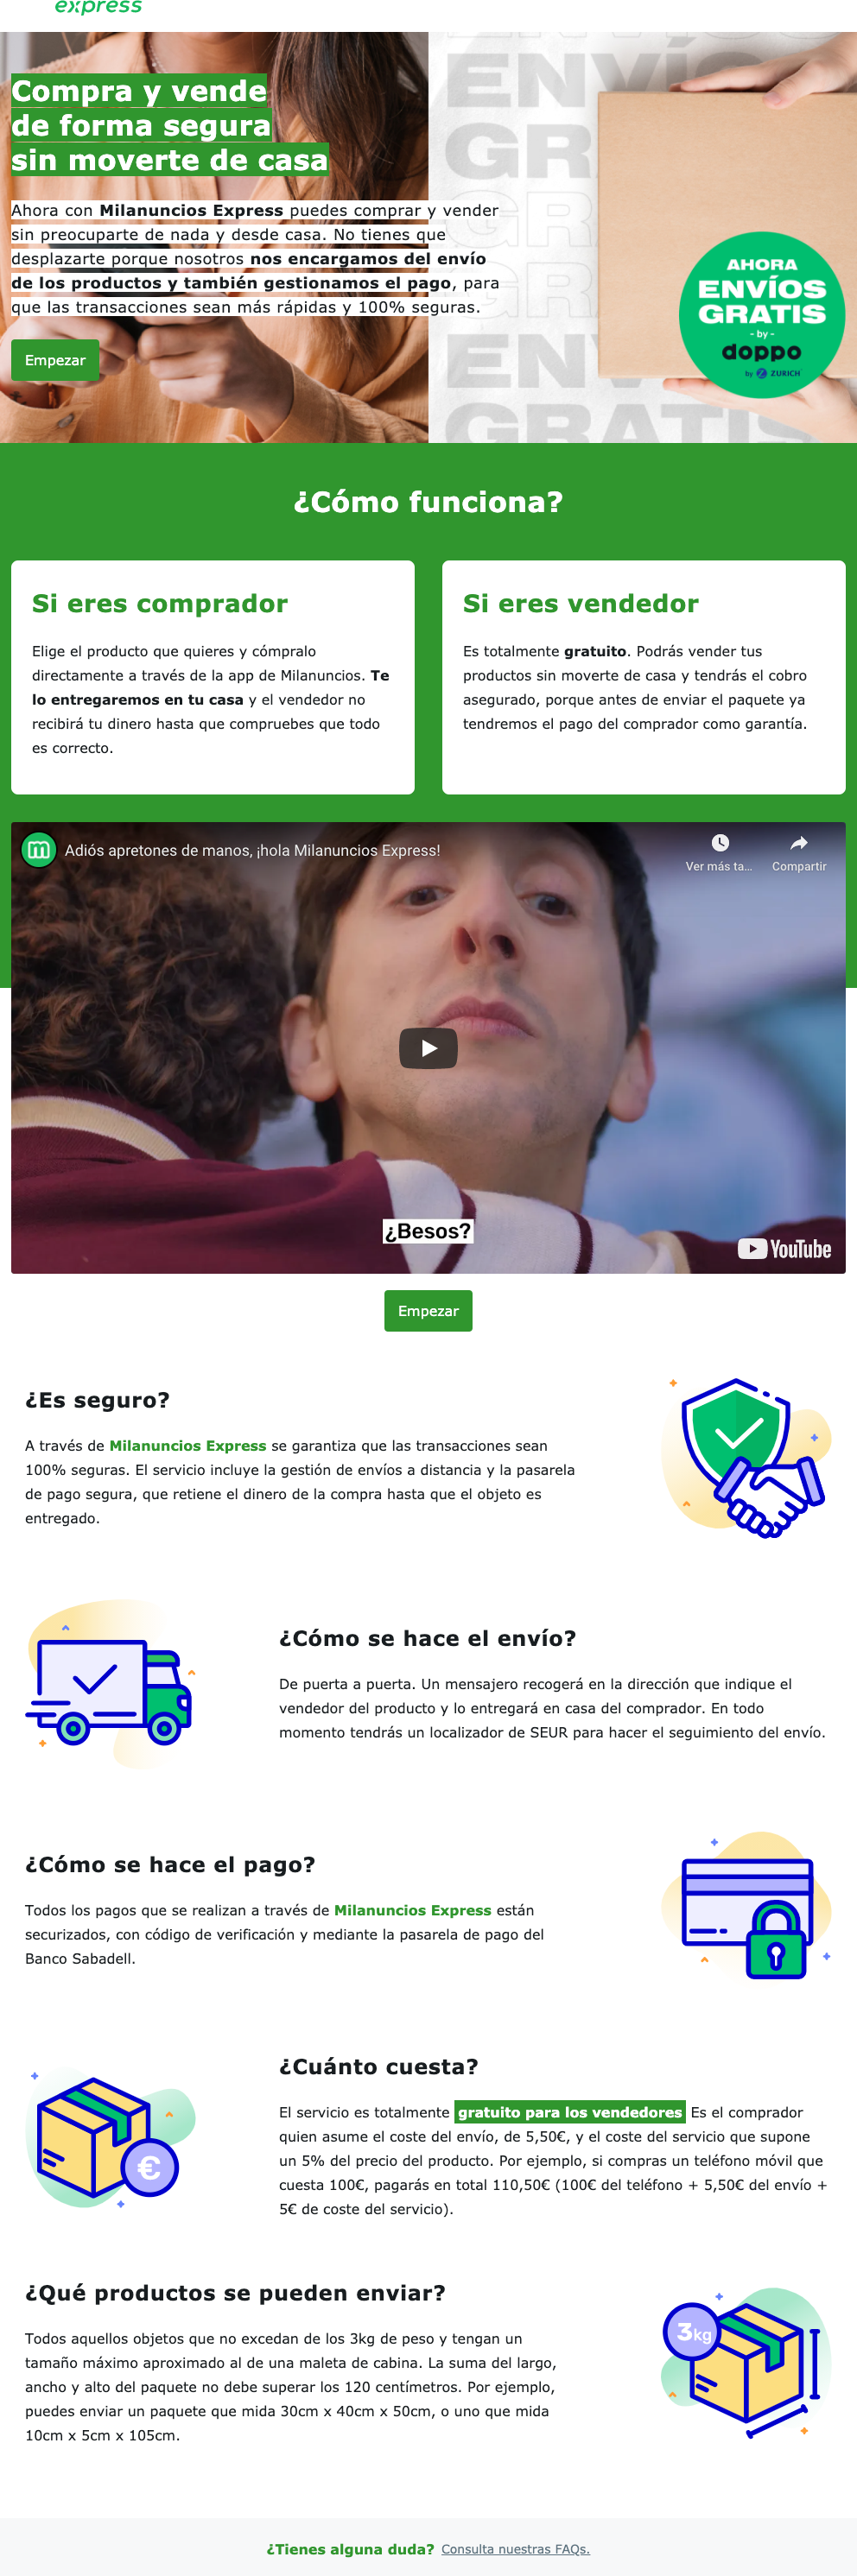 express
Compra y vende
de forma segura
sin moverte de casa
Ahora con Milanuncios Express puedes comprar y vender
sin preocuparte de nada y desde casa. No tienes que
desplazarte porque nosotros nos encargamos del envío
de los productos y también gestionamos el pago, para
que las transacciones sean más rápidas y 100% seguras.
Empezar
ENVÍOS
GRATIS
GRATIS
GRATIS
AHORA
ENVÍOS
GRATIS
- by -
doppo
by ZURICH
ENVÍOS
GRATIS
¿Cómo funciona?
Si eres comprador
Elige el producto que quieres y cómpralo
directamente a través de la app de Milanuncios. Te
lo entregaremos en tu casa y el vendedor no
recibirá tu dinero hasta que compruebes que todo
es correcto.
Si eres vendedor
Es totalmente gratuito. Podrás vender tus
productos sin moverte de casa y tendrás el cobro
asegurado, porque antes de enviar el paquete ya
tendremos el pago del comprador como garantía.
Adiós apretones de manos, ¡hola Milanuncios Express!
Ver más ta...
Compartir
¿Besos?
YouTube
Empezar
¿Es seguro?
A través de Milanuncios Express se garantiza que las transacciones sean
100% seguras. El servicio incluye la gestión de envíos a distancia y la pasarela
de pago segura, que retiene el dinero de la compra hasta que el objeto es
entregado.
¿Cómo se hace el envío?
De puerta a puerta. Un mensajero recogerá en la dirección que indique el
vendedor del producto y lo entregará en casa del comprador. En todo
momento tendrás un localizador de SEUR para hacer el seguimiento del envío.
¿Cómo se hace el pago?
Todos los pagos que se realizan a través de Milanuncios Express están
securizados, con código de verificación y mediante la pasarela de pago del
Banco Sabadell.
¿Cuánto cuesta?
El servicio es totalmente gratuito para los vendedores Es el comprador
quien asume el coste del envío, de 5,50€, y el coste del servicio que supone
un 5% del precio del producto. Por ejemplo, si compras un teléfono móvil que
cuesta 100€, pagarás en total 110,50€ (100€ del teléfono + 5,50€ del envío +
5€ de coste del servicio).
€
¿Qué productos se pueden enviar?
Todos aquellos objetos que no excedan de los 3kg de peso y tengan un
tamaño máximo aproximado al de una maleta de cabina. La suma del largo,
ancho y alto del paquete no debe superar los 120 centímetros. Por ejemplo,
puedes enviar un paquete que mida 30cm x 40cm x 50cm, o uno que mida
10cm x 5cm x 105cm.
3kg
¿Tienes alguna duda? Consulta nuestras FAQs.